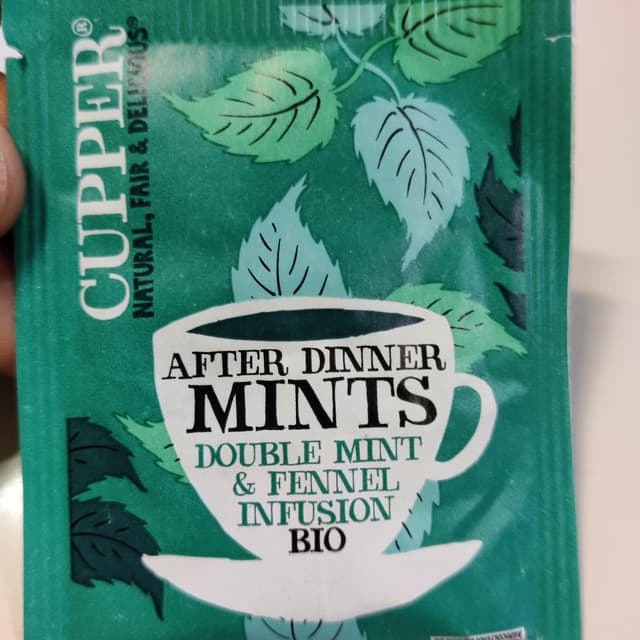 CUPPER®
NATURAL, FAIR & DELICIOUS®
AFTER DINNER
MINTS
DOUBLE MINT
& FENNEL
INFUSION
BIO